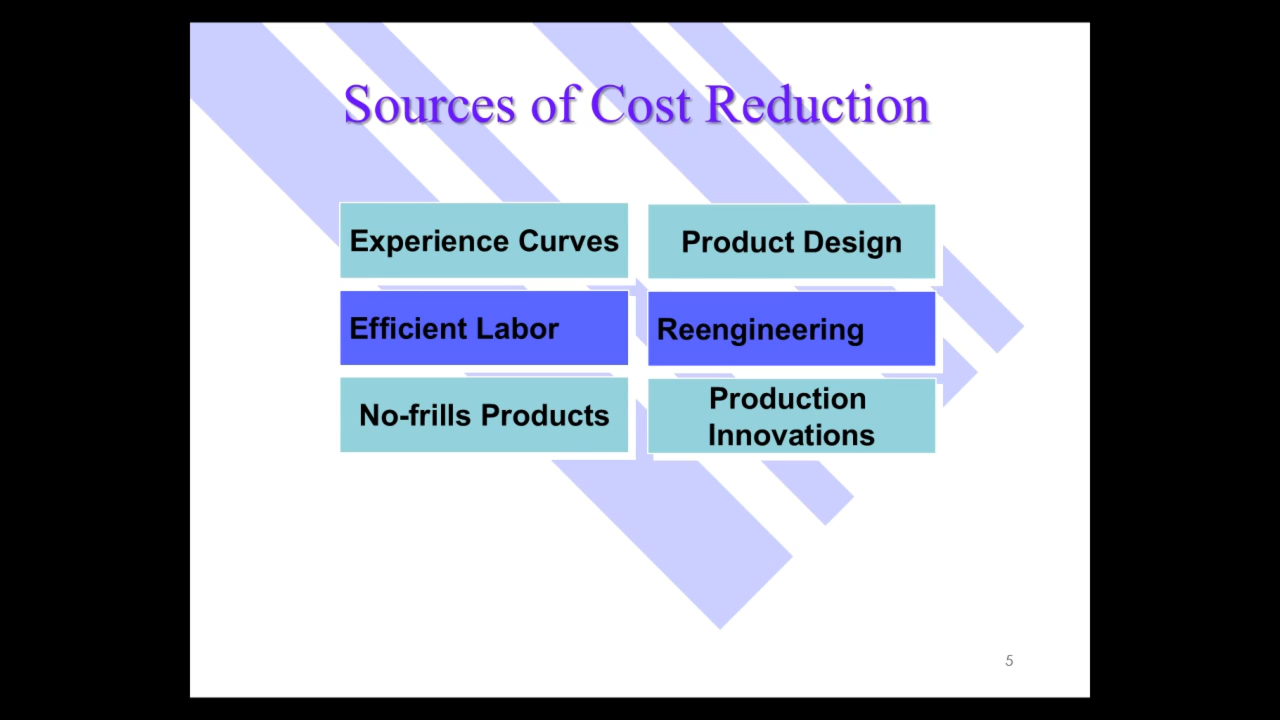 Sources of Cost Reduction
Experience Curves
Product Design
Efficient Labor
Reengineering
No-frills Products
Production
Innovations
5